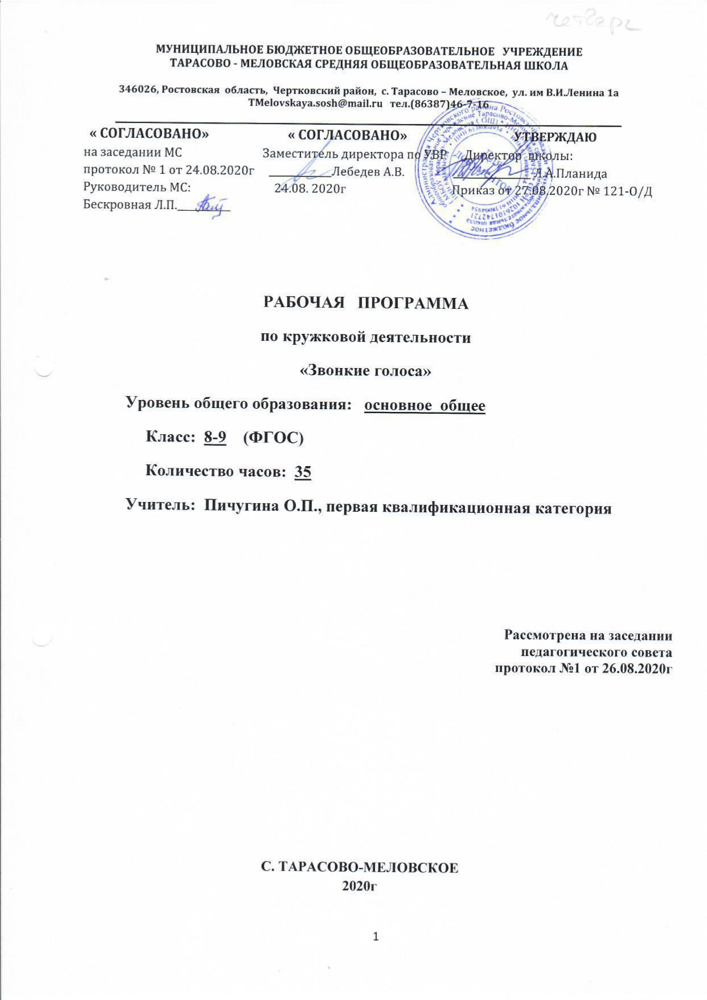 четверг
МУНИЦИПАЛЬНОЕ БЮДЖЕТНОЕ ОБЩЕОБРАЗОВАТЕЛЬНОЕ УЧРЕЖДЕНИЕ
ТАРАСОВО - МЕЛОВСКАЯ СРЕДНЯЯ ОБЩЕОБРАЗОВАТЕЛЬНАЯ ШКОЛА
346026, Ростовская область, Чертковский район, с. Тарасово – Меловское, ул. им В.И.Ленина 1а
TMelovskaya.sosh@mail.ru тел.(86387)46-7-16
« СОГЛАСОВАНО» « СОГЛАСОВАНО» УТВЕРЖДАЮ
на заседании МС Заместитель директора по УВР Директор школы:
протокол № 1 от 24.08.2020г __________Лебедев А.В. ____________ Л.А.Планида
Руководитель МС: 24.08. 2020г Приказ от 27.08.2020г № 121-О/Д
Бескровная Л.П.________
РАБОЧАЯ ПРОГРАММА
по кружковой деятельности
«Звонкие голоса»
Уровень общего образования: основное общее
Класс: 8-9 (ФГОС)
Количество часов: 35
Учитель: Пичугина О.П., первая квалификационная категория
Рассмотрена на заседании
педагогического совета
протокол №1 от 26.08.2020г
С. ТАРАСОВО-МЕЛОВСКОЕ
2020г
1